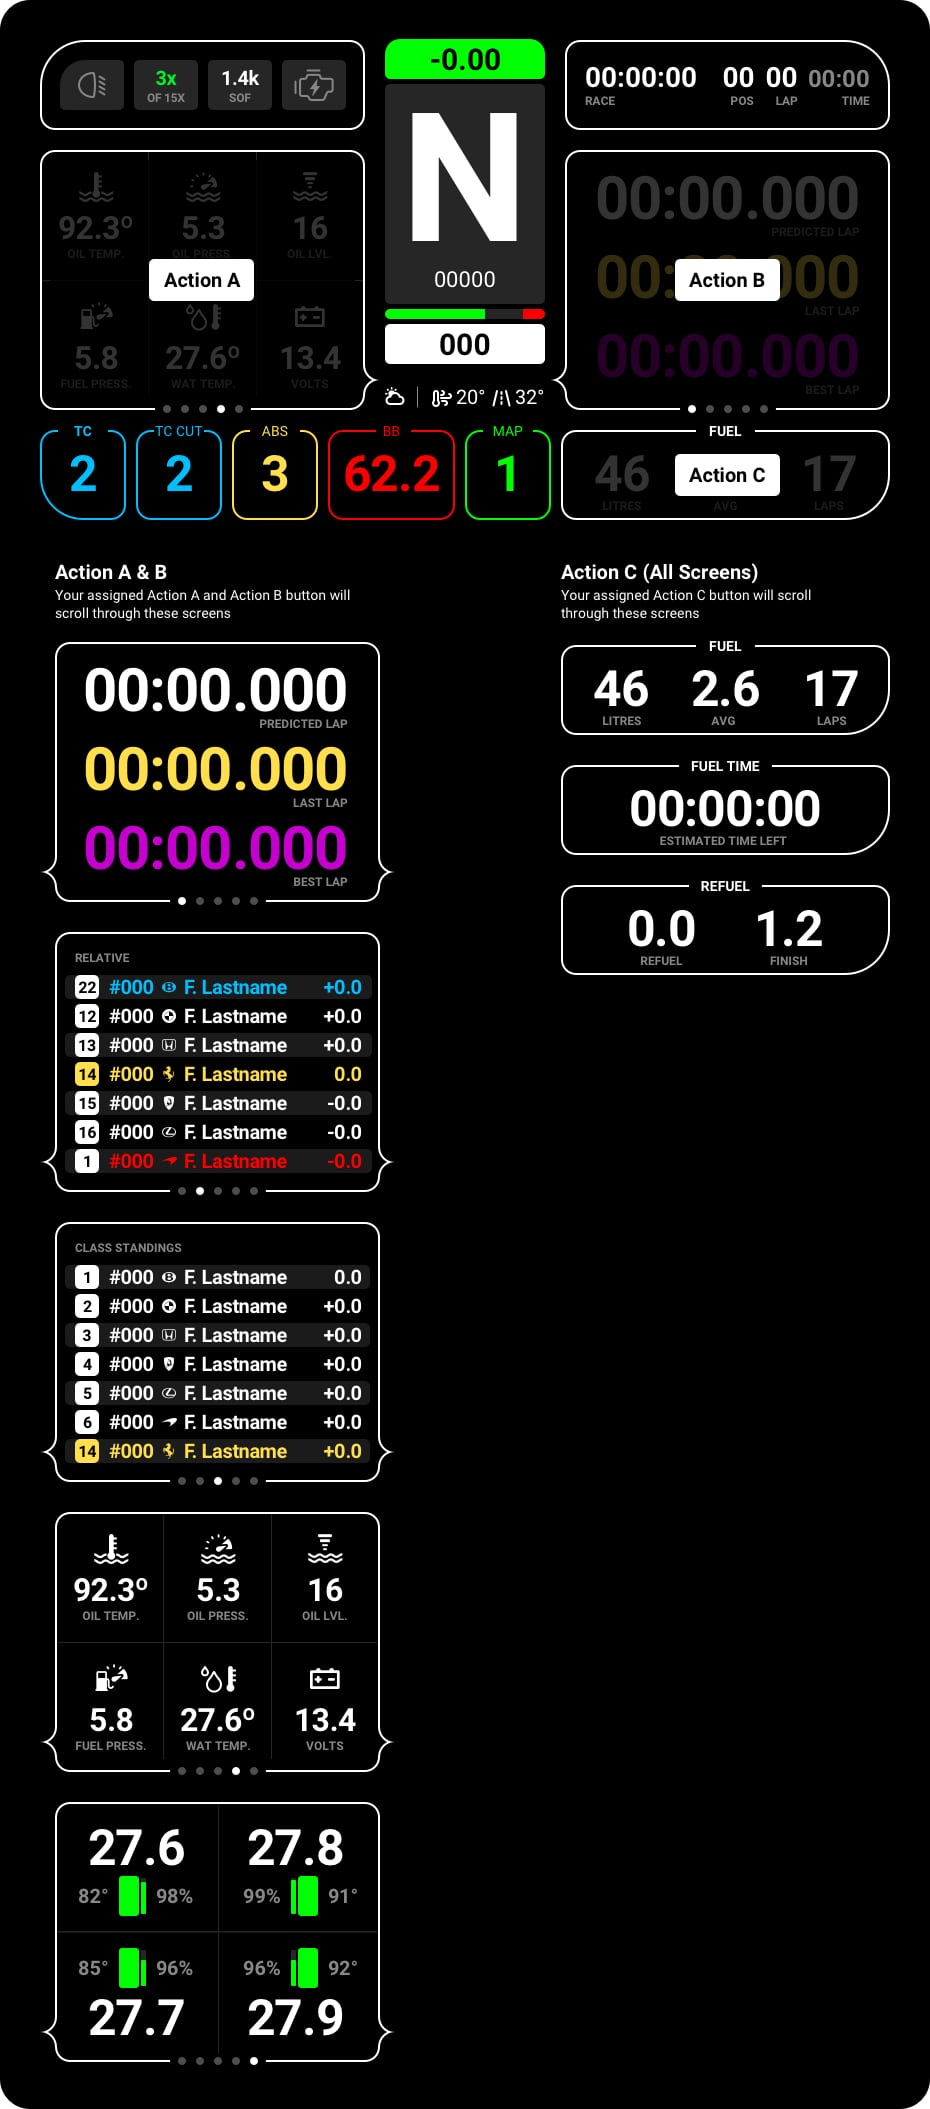 3x
OF 15X
1.4k
SOF
-0.00
00:00:00
RACE
00
POS
00
LAP
00:00
TIME
92.3º
OIL TEMP.
5.3
OIL PRESS.
16
OIL LVL.
Action A
5.8
FUEL PRESS.
27.6º
WAT TEMP.
13.4
VOLTS
N
00000
000
20°
32°
00:00.000
PREDICTED LAP
00:00.000
Action B
LAST LAP
00:00.000
BEST LAP
TC
2
TC CUT
2
ABS
3
BB
62.2
MAP
1
FUEL
46
Action C
17
LITRES
AVG
LAPS
Action A & B
Your assigned Action A and Action B button will
scroll through these screens
00:00.000
PREDICTED LAP
00:00.000
LAST LAP
00:00.000
BEST LAP
RELATIVE
22 #000 F. Lastname +0.0
12 #000 F. Lastname +0.0
13 #000 F. Lastname +0.0
14 #000 F. Lastname 0.0
15 #000 F. Lastname -0.0
16 #000 F. Lastname -0.0
1 #000 F. Lastname -0.0
CLASS STANDINGS
1 #000 F. Lastname 0.0
2 #000 F. Lastname +0.0
3 #000 F. Lastname +0.0
4 #000 F. Lastname +0.0
5 #000 F. Lastname +0.0
6 #000 F. Lastname +0.0
14 #000 F. Lastname +0.0
92.3º
OIL TEMP.
5.3
OIL PRESS.
16
OIL LVL.
5.8
FUEL PRESS.
27.6º
WAT TEMP.
13.4
VOLTS
27.6
82° 98%
27.8
99% 91°
85° 96%
27.7
96% 92°
27.9
Action C (All Screens)
Your assigned Action C button will scroll
through these screens
FUEL
46 2.6 17
LITRES AVG LAPS
FUEL TIME
00:00:00
ESTIMATED TIME LEFT
REFUEL
0.0 1.2
REFUEL FINISH